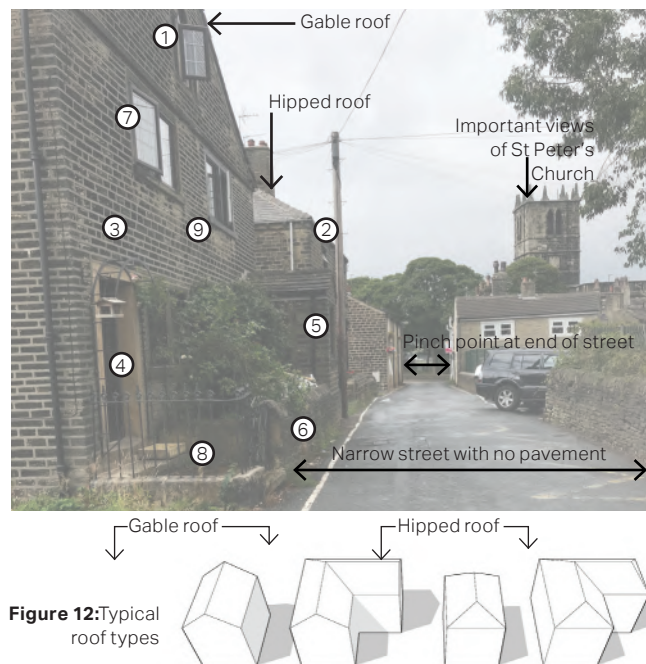 1
Gable roof
7
Hipped roof
Important views
of St Peter's
Church
3
9
2
5
Pinch point at end of street
4
6
8
Narrow street with no pavement
Gable roof
Hipped roof
Figure 12:Typical
roof types